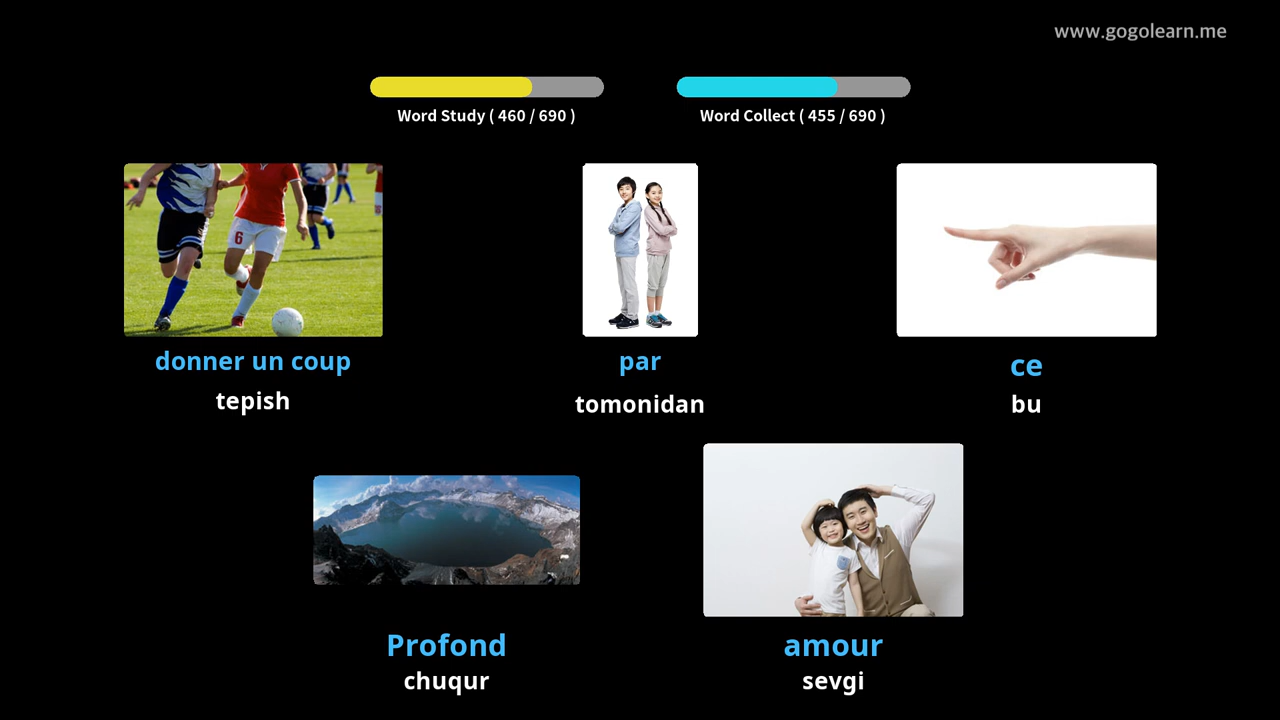 www.gogolearn.me
Word Study ( 460 / 690 )
Word Collect ( 455 / 690 )
donner un coup
tepish
par
tomonidan
ce
bu
Profond
chuqur
amour
sevgi